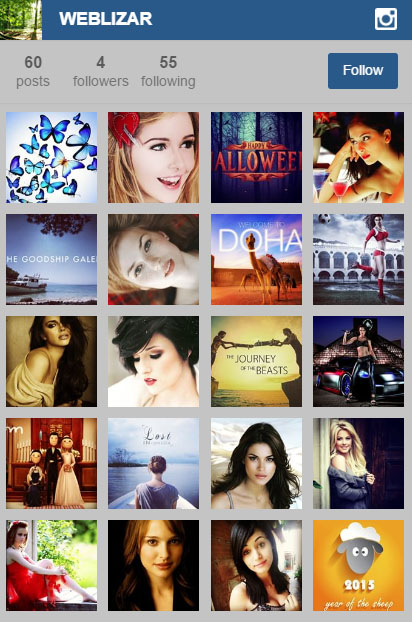 WEBLIZAR
60
posts
4
followers
55
following
Follow
HAPPY
ALLOWEE
HE GOODSHIP GALE
WELCOME TO
DOHA
THE JOURNEY
OF THE BEASTS
Lost
2015
year of the sheep